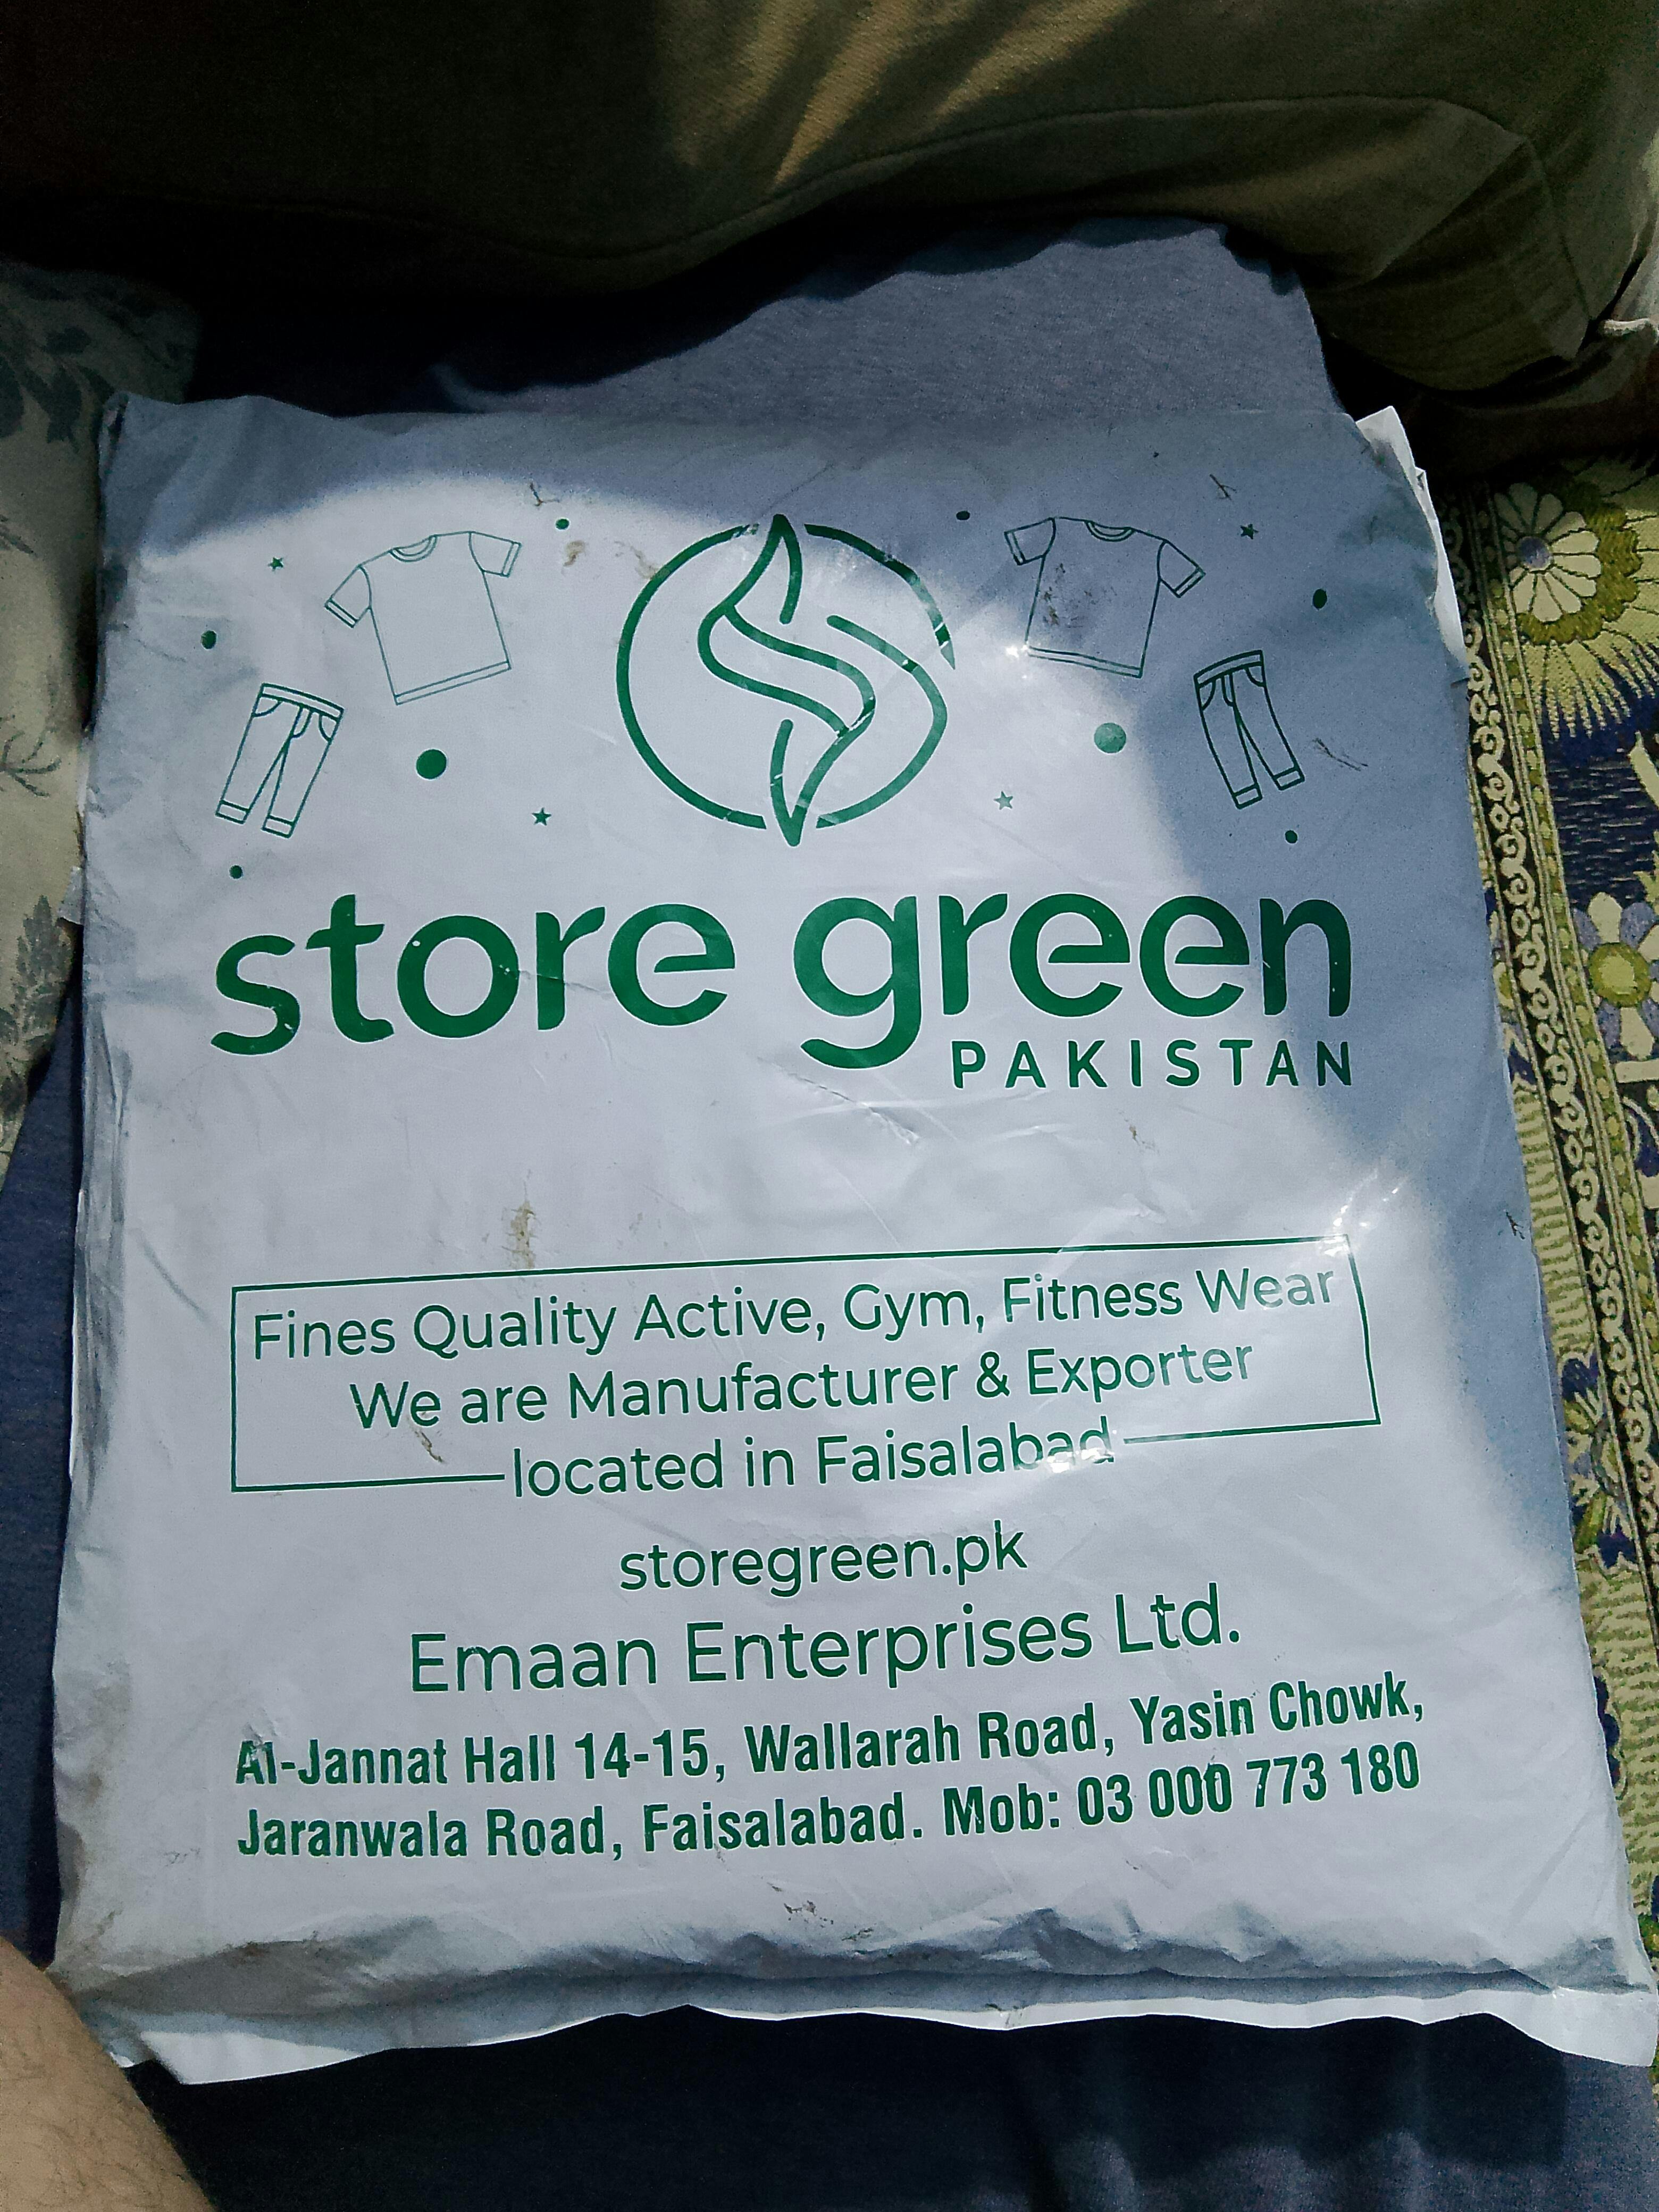 store green
PAKISTAN
Fines Quality Active, Gym, Fitness Wear
We are Manufacturer & Exporter
located in Faisalabad
storegreen.pk
Emaan Enterprises Ltd.
Al-Jannat Hall 14-15, Wallarah Road, Yasin Chowk,
Jaranwala Road, Faisalabad. Mob: 03 000 773 180